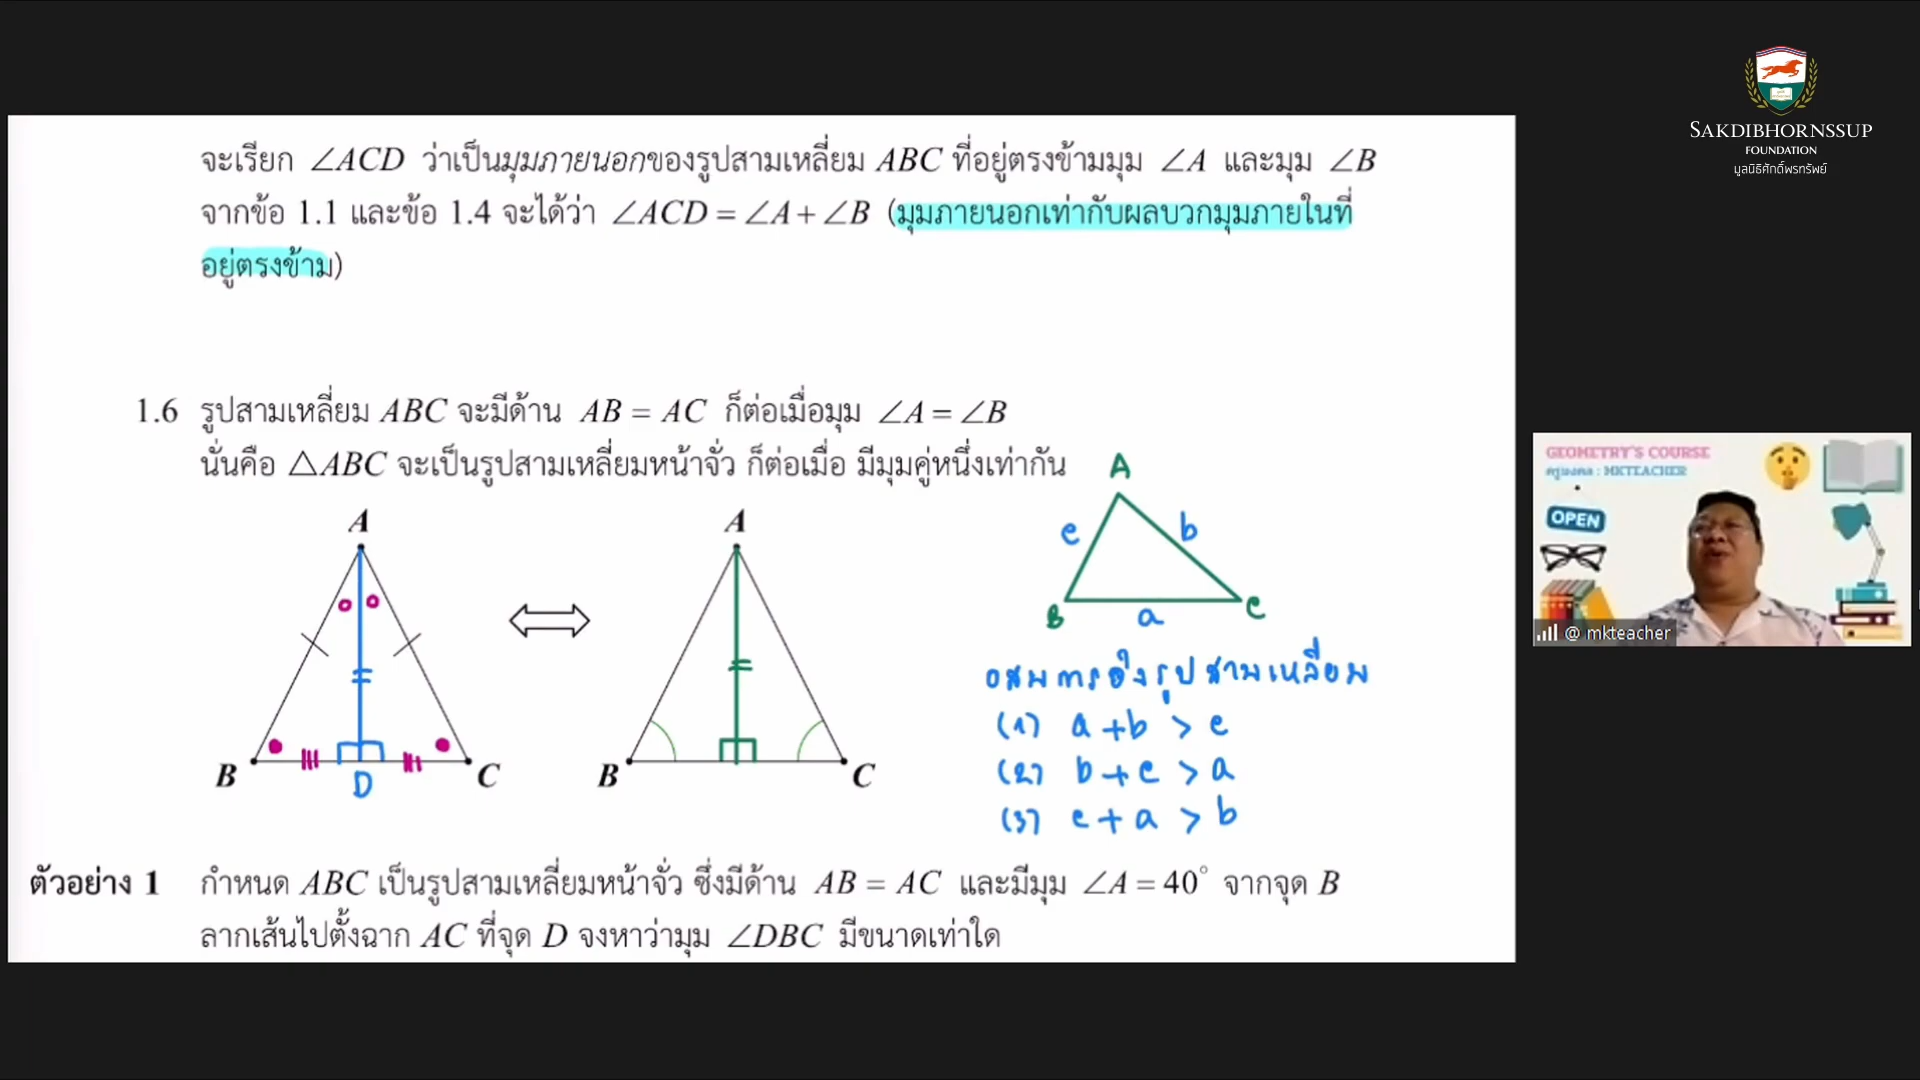 SAKDIBHORNSSUP
FOUNDATION
มูลนิธิศักดิ์พรทรัพย์
จะเรียก ∠ACD ว่าเป็นมุมภายนอกของรูปสามเหลี่ยม ABC ที่อยู่ตรงข้ามมุม ∠A และมุม ∠B
จากข้อ 1.1 และข้อ 1.4 จะได้ว่า ∠ACD = ∠A + ∠B (มุมภายนอกเท่ากับผลบวกมุมภายในที่
อยู่ตรงข้าม)
1.6 รูปสามเหลี่ยม ABC จะมีด้าน AB = AC ก็ต่อเมื่อมุม ∠A = ∠B
นั่นคือ △ABC จะเป็นรูปสามเหลี่ยมหน้าจั่ว ก็ต่อเมื่อ มีมุมคู่หนึ่งเท่ากัน
A
B
D
C
A
B
C
A
c
b
B
a
C
อสมการอิงรูปสามเหลี่ยม
(1) a + b > c
(2) b + c > a
(3) c + a > b
ตัวอย่าง 1 กำหนด ABC เป็นรูปสามเหลี่ยมหน้าจั่ว ซึ่งมีด้าน AB = AC และมีมุม ∠A = 40° จากจุด B
ลากเส้นไปตั้งฉาก AC ที่จุด D จงหาว่ามุม ∠DBC มีขนาดเท่าใด
GEOMETRY'S COURSE
ครูมงคล : MKTEACHER
OPEN
@ mkteacher